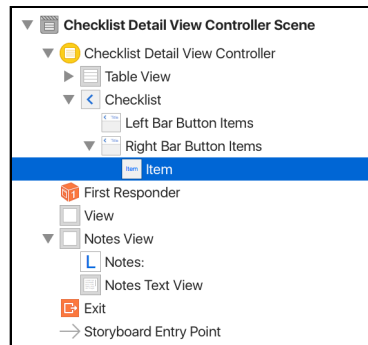 Checklist Detail View Controller Scene
Checklist Detail View Controller
Table View
Checklist
Left Bar Button Items
Right Bar Button Items
Item Item
First Responder
View
Notes View
L Notes:
Notes Text View
Exit
Storyboard Entry Point